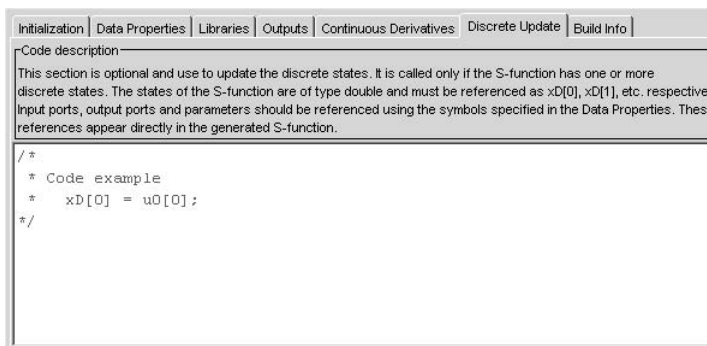 Initialization Data Properties Libraries Outputs Continuous Derivatives Discrete Update Build Info
Code description
This section is optional and use to update the discrete states. It is called only if the S-function has one or more
discrete states. The states of the S-function are of type double and must be referenced as xD[0], xD[1], etc. respective
Input ports, output ports and parameters should be referenced using the symbols specified in the Data Properties. Thes
references appear directly in the generated S-function.
/*
* Code example
* xD[0] = u0[0];
*/